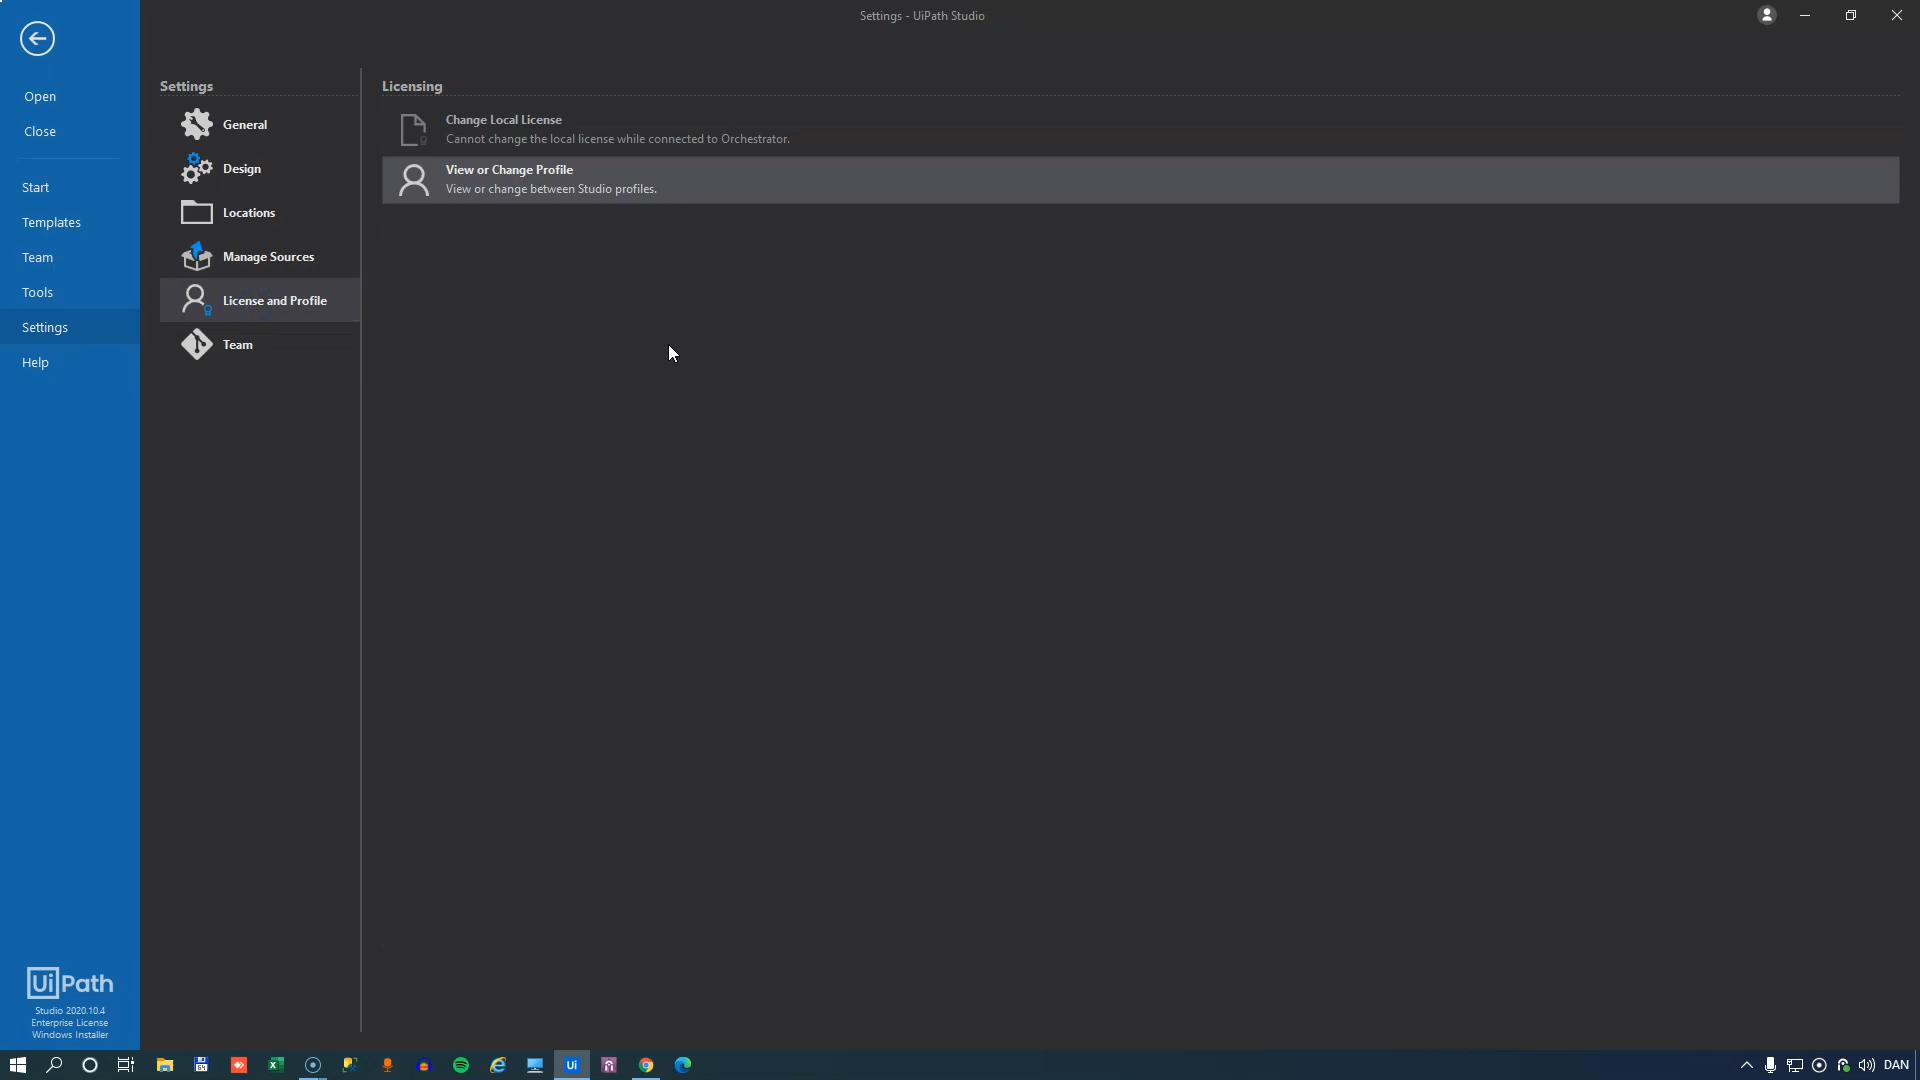 Settings - UiPath Studio
Open
Close
Start
Templates
Team
Tools
Settings
Help
Settings
General
Design
Locations
Manage Sources
License and Profile
Team
Licensing
Change Local License
Cannot change the local license while connected to Orchestrator.
View or Change Profile
View or change between Studio profiles.
UiPath
Studio 2020.10.4
Enterprise License
Windows Installer
Ui
DAN